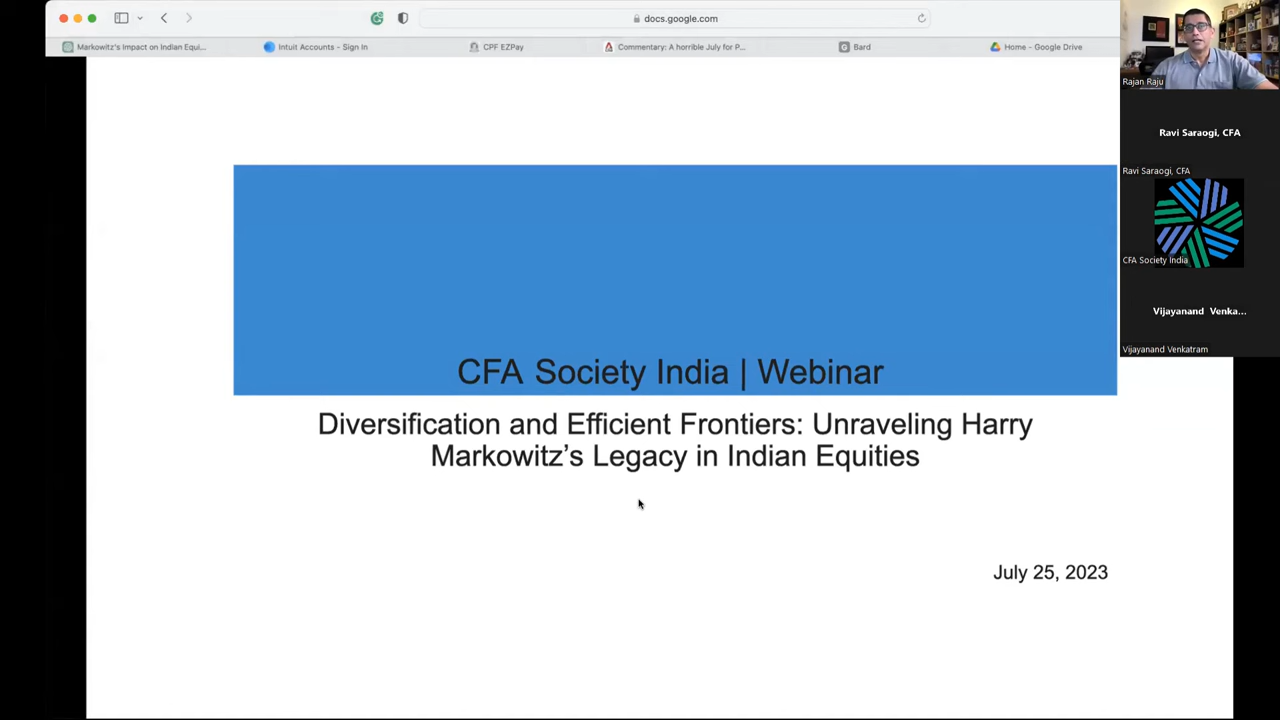 docs.google.com
Markowitz's Impact on Indian Equi...
Intuit Accounts - Sign In
CPF EZPay
Commentary: A horrible July for P...
G
Bard
Home - Google Drive
CFA Society India | Webinar
Diversification and Efficient Frontiers: Unraveling Harry
Markowitz’s Legacy in Indian Equities
July 25, 2023
Rajan Raju
Ravi Saraogi, CFA
Ravi Saraogi, CFA
CFA Society India
Vijayanand Venka...
Vijayanand Venkatram